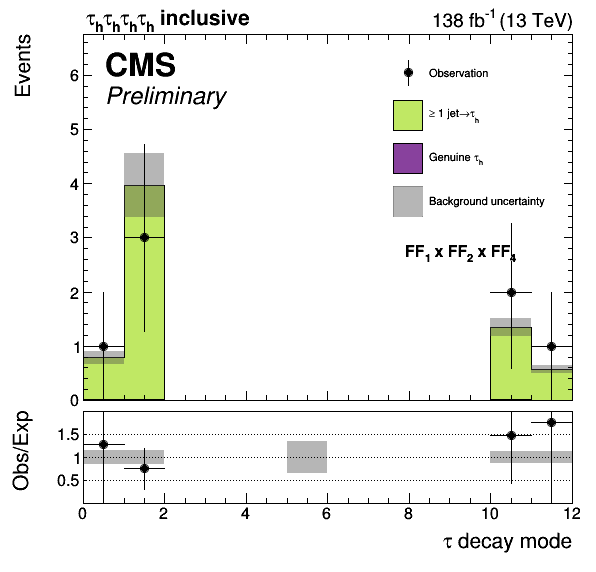 τhτhτhτh inclusive
138 fb⁻¹ (13 TeV)
Events
CMS
Preliminary
Observation
≥ 1 jet→τh
Genuine τh
Background uncertainty
FF1 x FF2 x FF4
6
5
4
3
2
1
0
Obs/Exp
1.5
1
0.5
0 2 4 6 8 10 12
τ decay mode